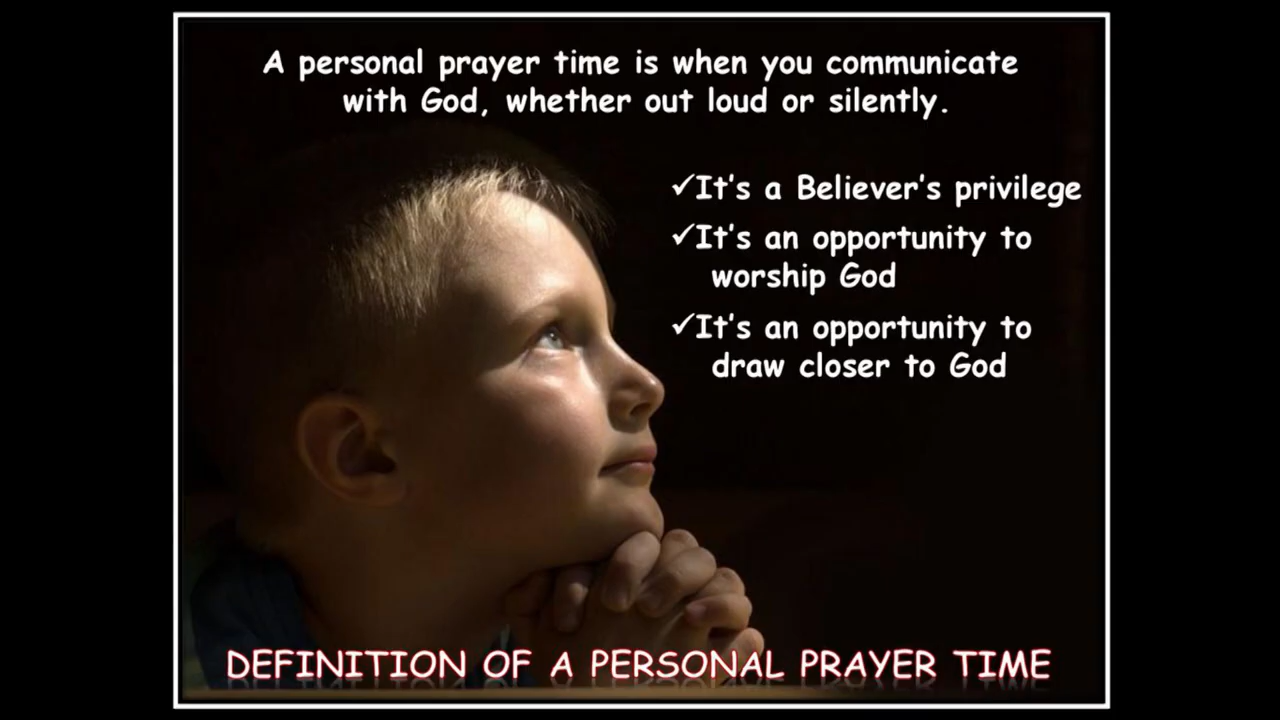 A personal prayer time is when you communicate
with God, whether out loud or silently.
✓It's a Believer's privilege
✓It's an opportunity to
worship God
✓It's an opportunity to
draw closer to God
DEFINITION OF A PERSONAL PRAYER TIME